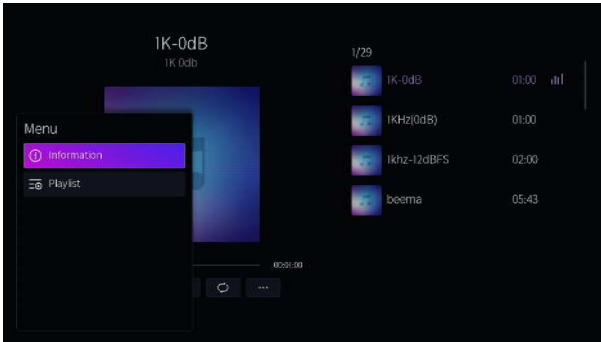 1K-0dB
1K 0db
Menu
Information
Playlist
00:01:00
1/29
1K-0dB 01:00
1KHz(0dB) 01:00
1khz-12dBFS 02:00
beema 05:43